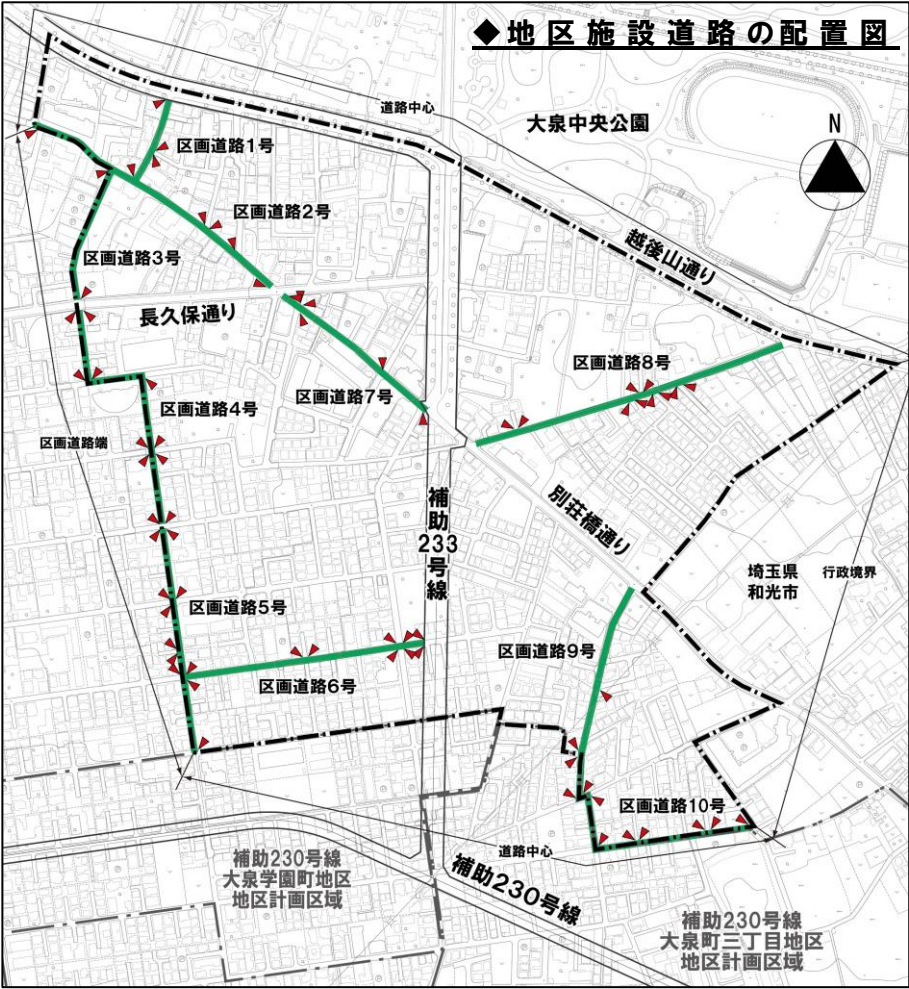 ◆地区施設道路の配置図
道路中心
大泉中央公園
N
区画道路1号
区画道路2号
越後山通り
区画道路3号
長久保通り
区画道路8号
区画道路7号
区画道路4号
区画道路端
補助233号線
別荘橋通り
埼玉県
和光市
行政境界
区画道路5号
区画道路9号
区画道路6号
区画道路10号
道路中心
補助230号線
大泉学園町地区
地区計画区域
補助230号線
補助230号線
大泉町三丁目地区
地区計画区域